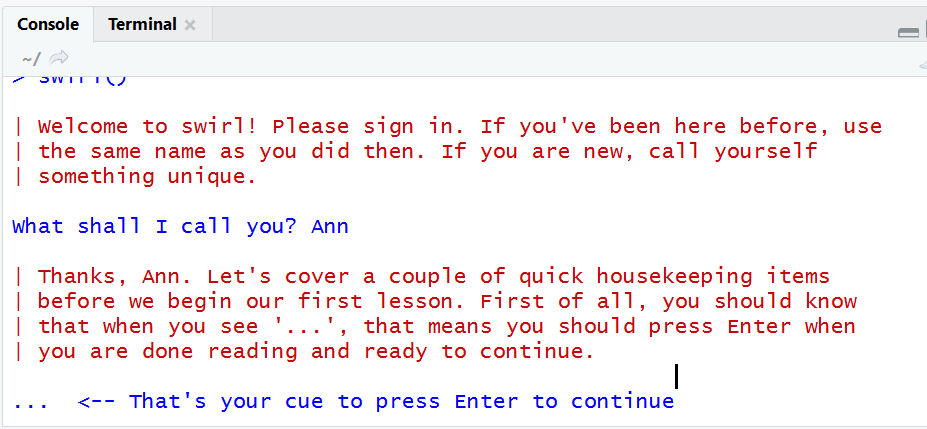 Console Terminal
~/
> swirl()
| Welcome to swirl! Please sign in. If you've been here before, use
| the same name as you did then. If you are new, call yourself
| something unique.
What shall I call you? Ann
| Thanks, Ann. Let's cover a couple of quick housekeeping items
| before we begin our first lesson. First of all, you should know
| that when you see '...', that means you should press Enter when
| you are done reading and ready to continue.
... <-- That's your cue to press Enter to continue